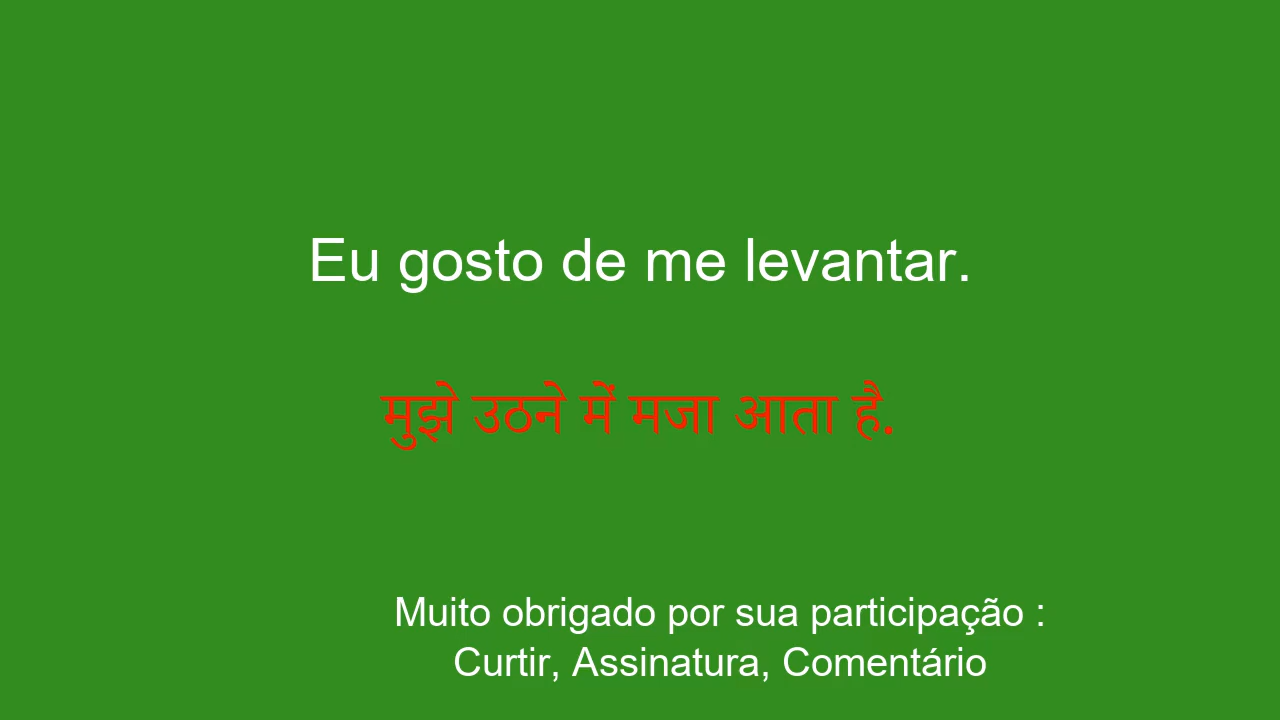 Eu gosto de me levantar.
मुझे उठने में मजा आता है.
Muito obrigado por sua participação :
Curtir, Assinatura, Comentário